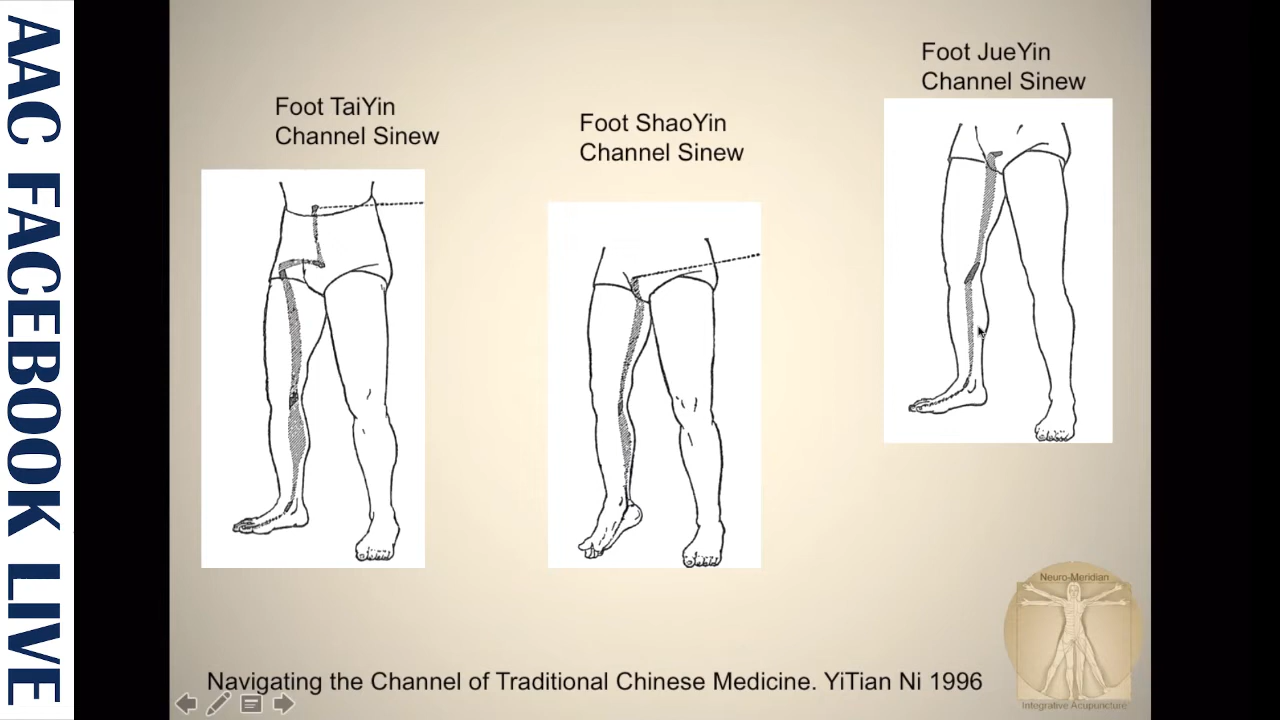 AAC FACEBOOK LIVE
Foot TaiYin
Channel Sinew
Foot ShaoYin
Channel Sinew
Foot JueYin
Channel Sinew
Navigating the Channel of Traditional Chinese Medicine. YiTian Ni 1996
Neuro-Meridian
Integrative Acupuncture